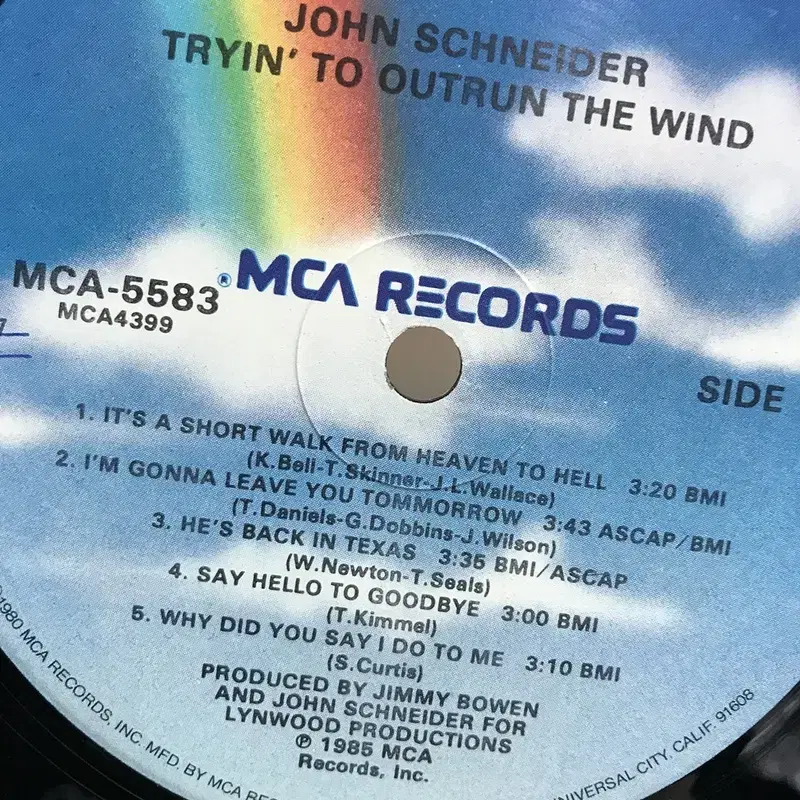 JOHN SCHNEIDER
TRYIN' TO OUTRUN THE WIND
MCA-5583
MCA4399
® MCA RECORDS
SIDE
1. IT'S A SHORT WALK FROM HEAVEN TO HELL 3:20 BMI
(K.Bell-T.Skinner-J.L.Wallace)
2. I'M GONNA LEAVE YOU TOMMORROW 3:43 ASCAP/BMI
(T.Daniels-G.Dobbins-J.Wilson)
3. HE'S BACK IN TEXAS 3:35 BMI/ASCAP
(W.Newton-T.Seals)
4. SAY HELLO TO GOODBYE 3:00 BMI
(T.Kimmel)
5. WHY DID YOU SAY I DO TO ME 3:10 BMI
(S.Curtis)
PRODUCED BY JIMMY BOWEN
AND JOHN SCHNEIDER FOR
LYNWOOD PRODUCTIONS
℗ 1985 MCA
Records, Inc.
1980 MCA RECORDS, INC. MFD. BY MCA REC
UNIVERSAL CITY, CALIF. 91608